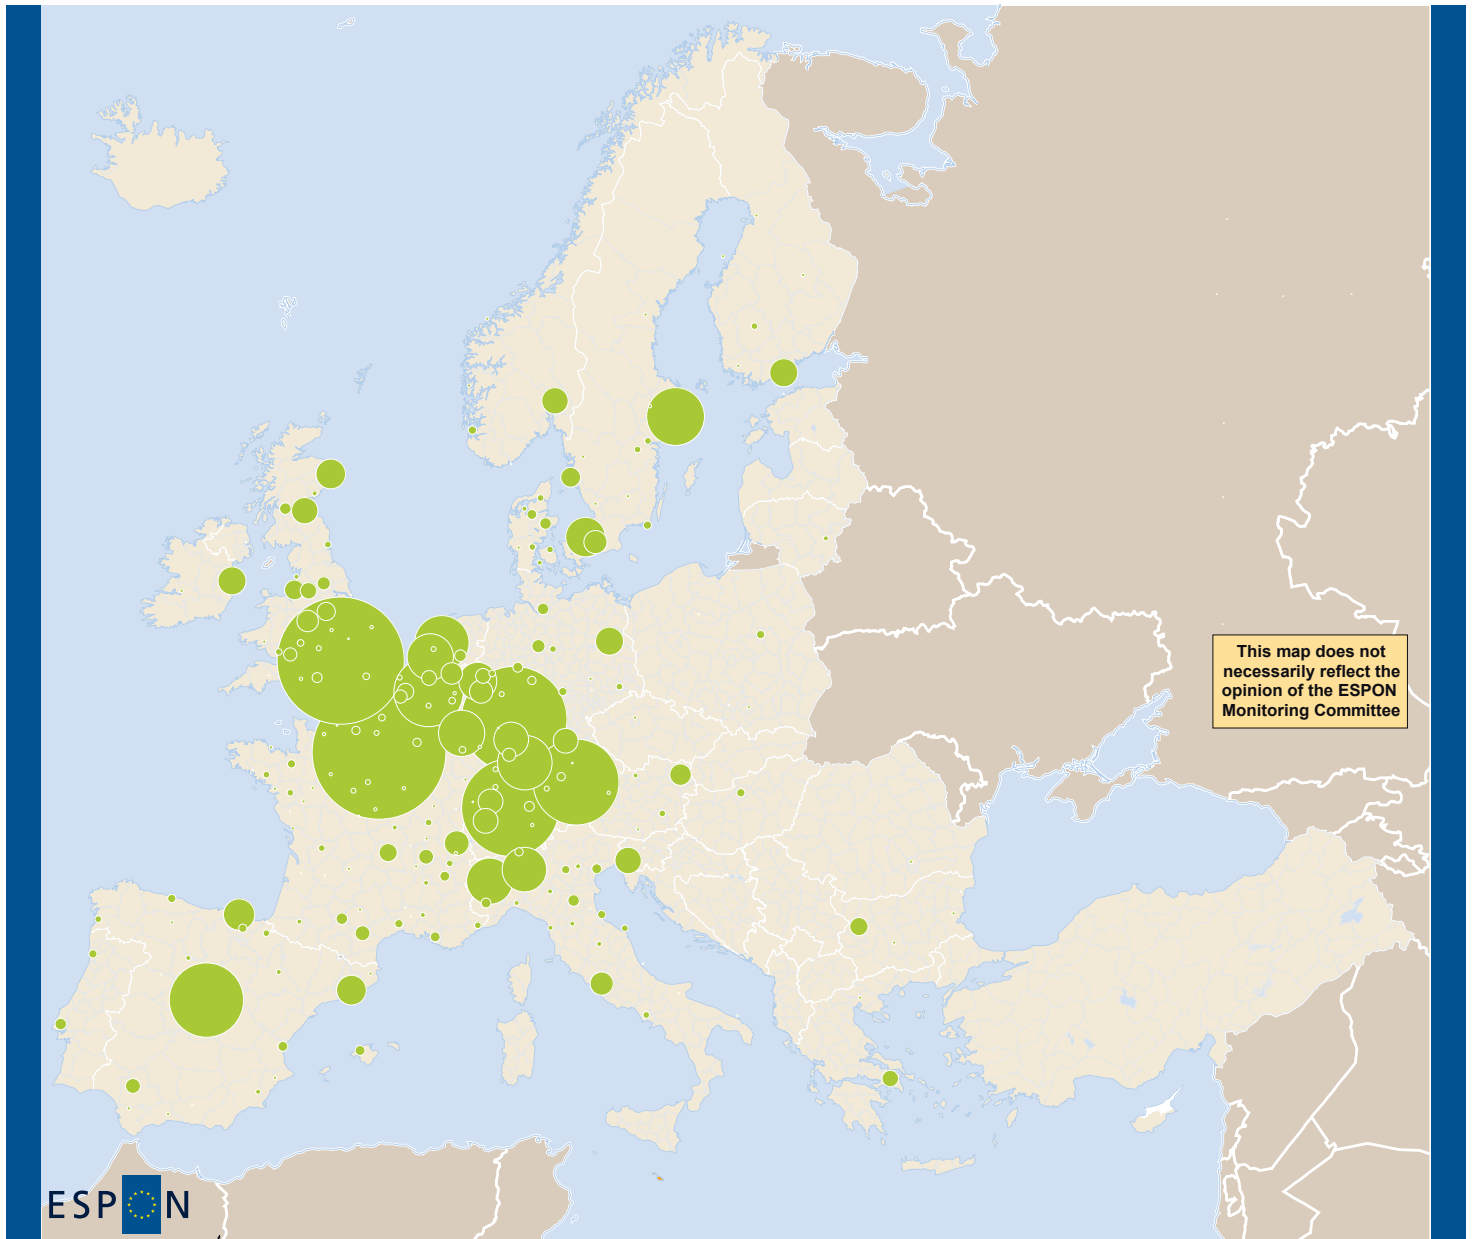 This map does not
necessarily reflect the
opinion of the ESPON
Monitoring Committee
ESPON